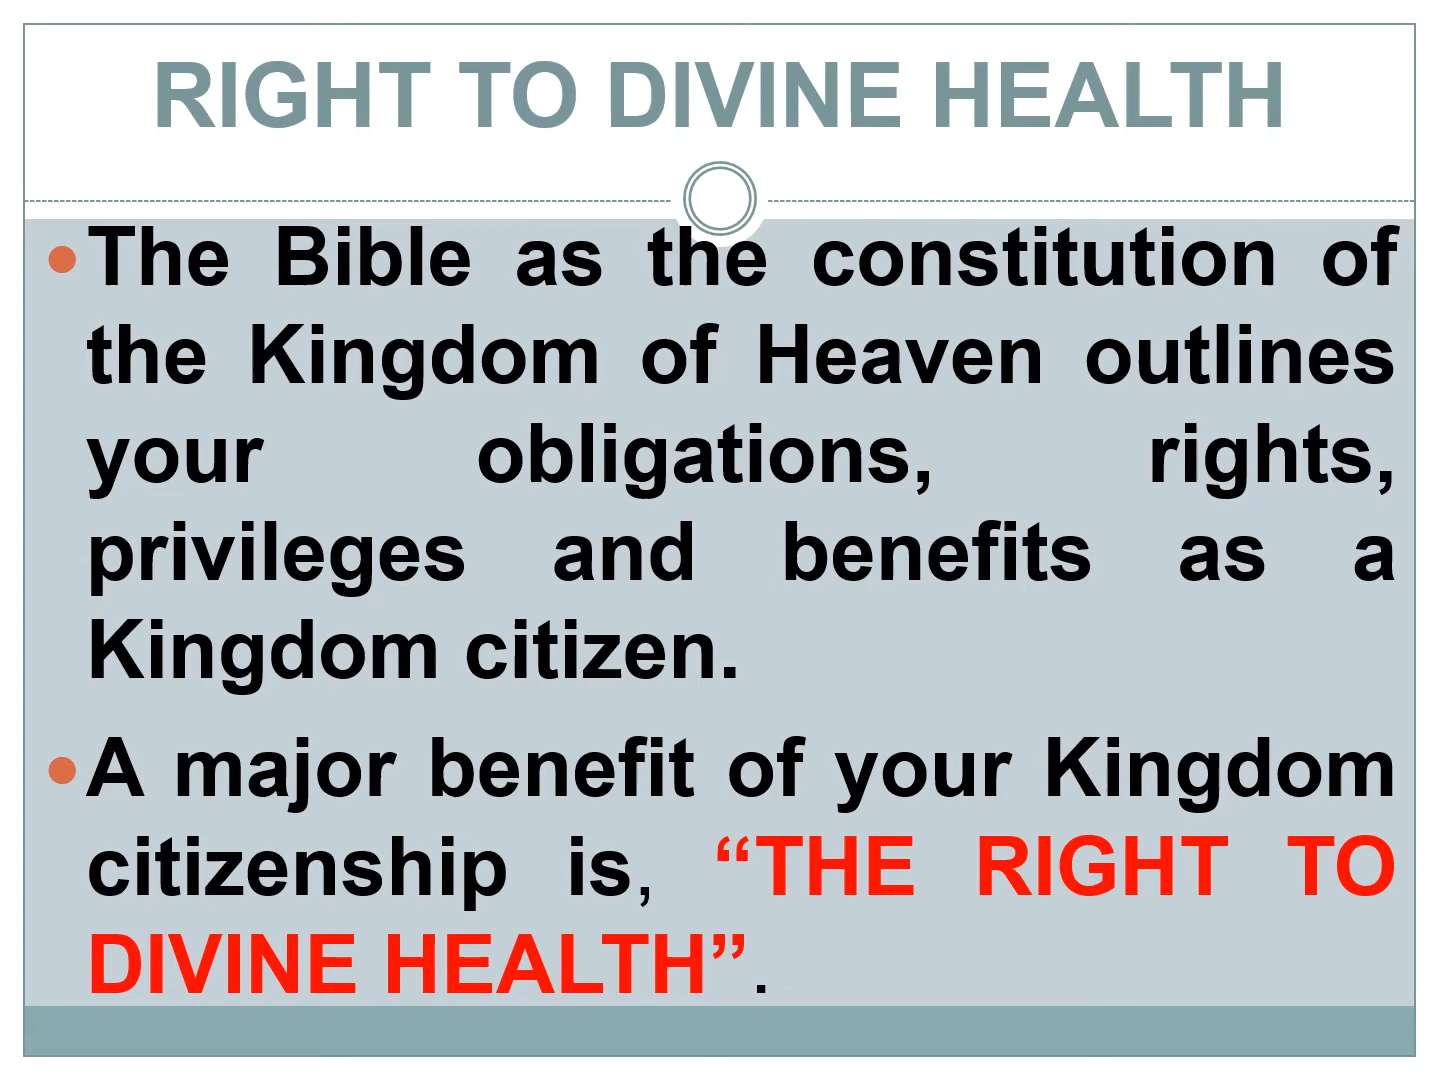 RIGHT TO DIVINE HEALTH
•The Bible as the constitution of
the Kingdom of Heaven outlines
your obligations, rights,
privileges and benefits as a
Kingdom citizen.
•A major benefit of your Kingdom
citizenship is, “THE RIGHT TO
DIVINE HEALTH”.